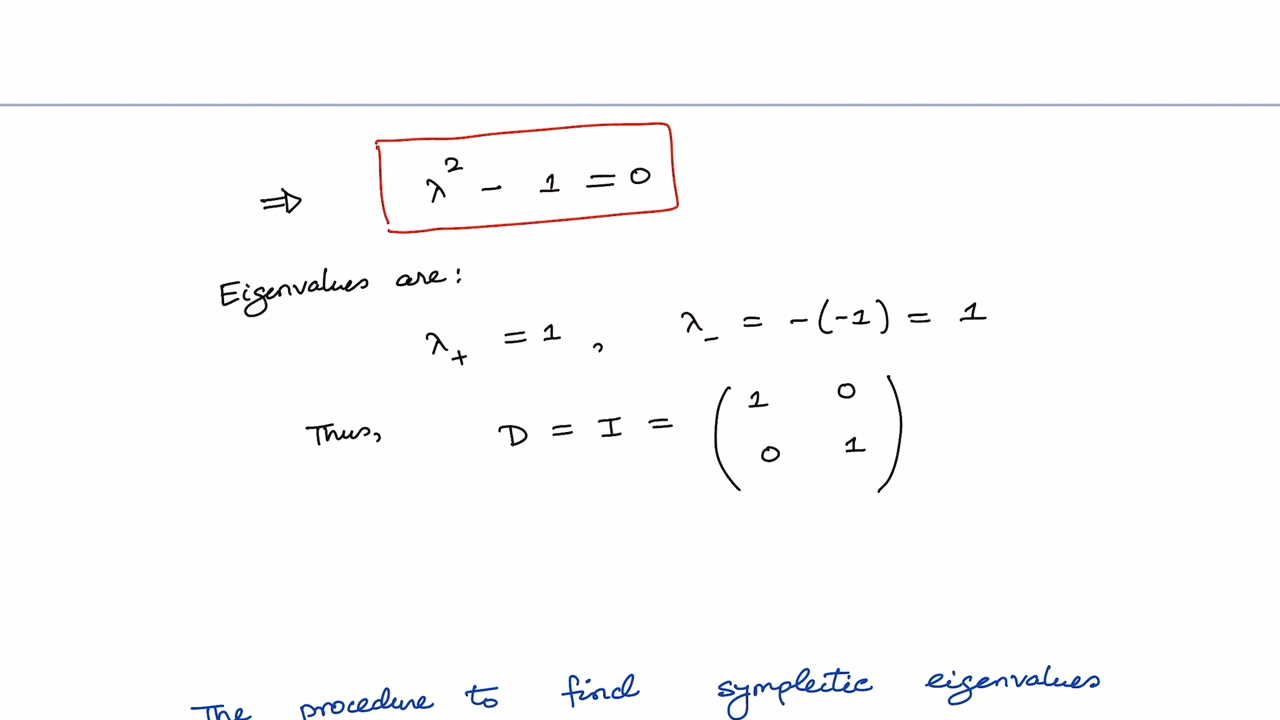 ⇒ λ² - 1 = 0
Eigenvalues are:
λ₊ = 1 , λ₋ = -(-1) = 1
Thus, D = I = ( 1 0
0 1 )
The procedure to find symplectic eigenvalues